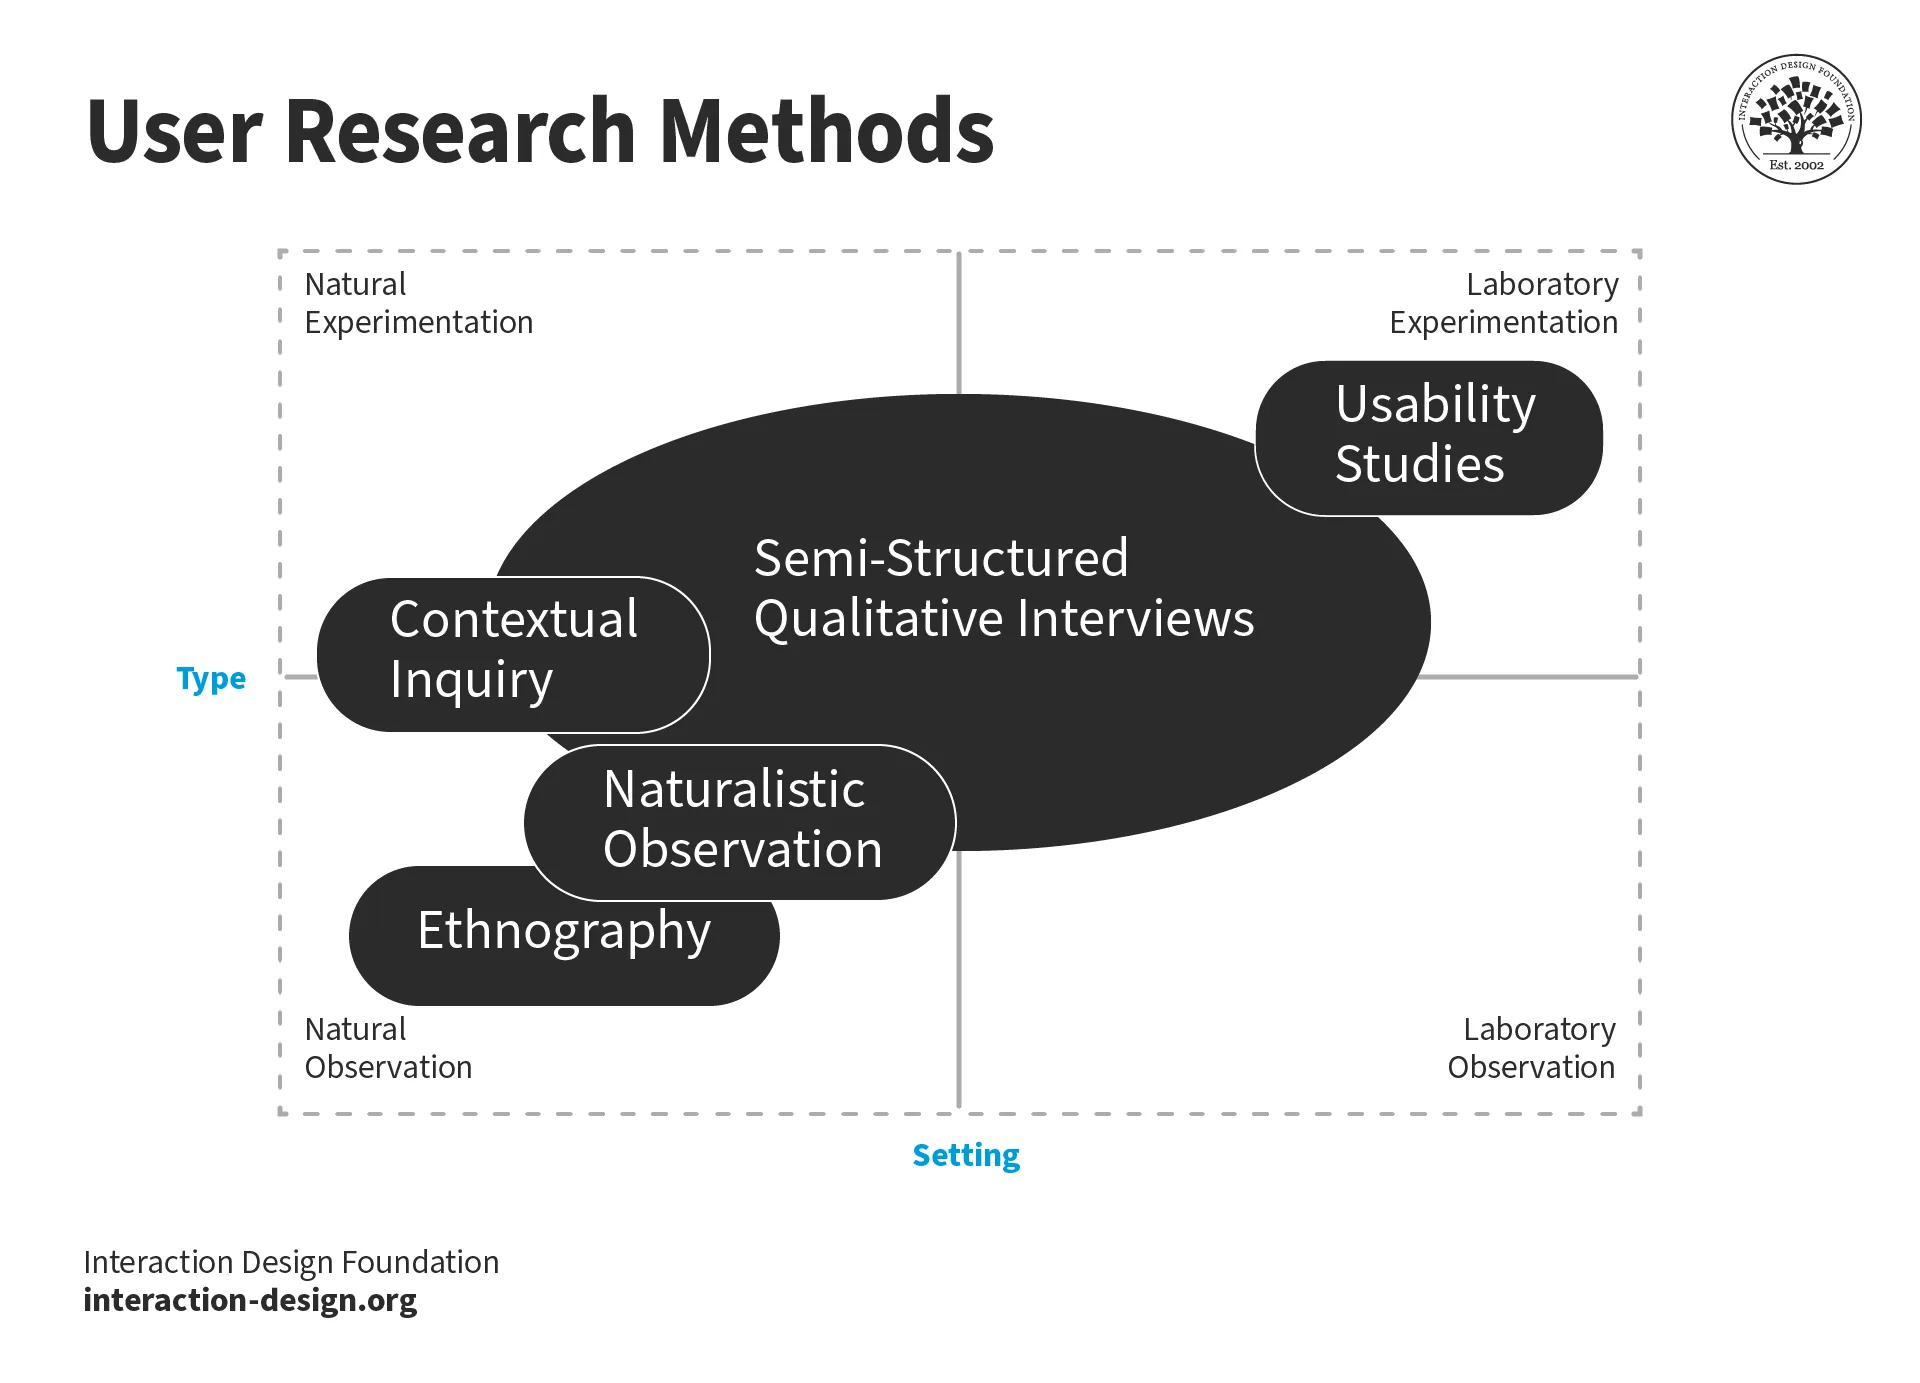 User Research Methods
INTERACTION DESIGN FOUNDATION
Est. 2002
Natural
Experimentation
Laboratory
Experimentation
Usability
Studies
Semi-Structured
Qualitative Interviews
Contextual
Inquiry
Type
Naturalistic
Observation
Ethnography
Natural
Observation
Laboratory
Observation
Setting
Interaction Design Foundation
interaction-design.org